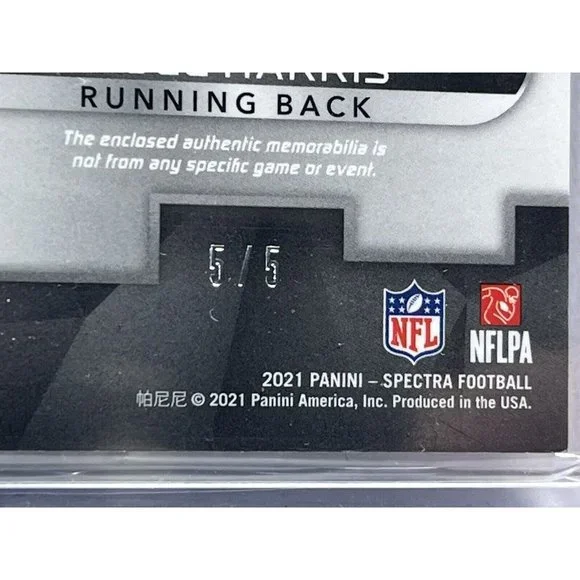 HARRIS
RUNNING BACK
The enclosed authentic memorabilia is
not from any specific game or event.
5/5
NFL
NFLPA
2021 PANINI – SPECTRA FOOTBALL
帕尼尼 © 2021 Panini America, Inc. Produced in the USA.